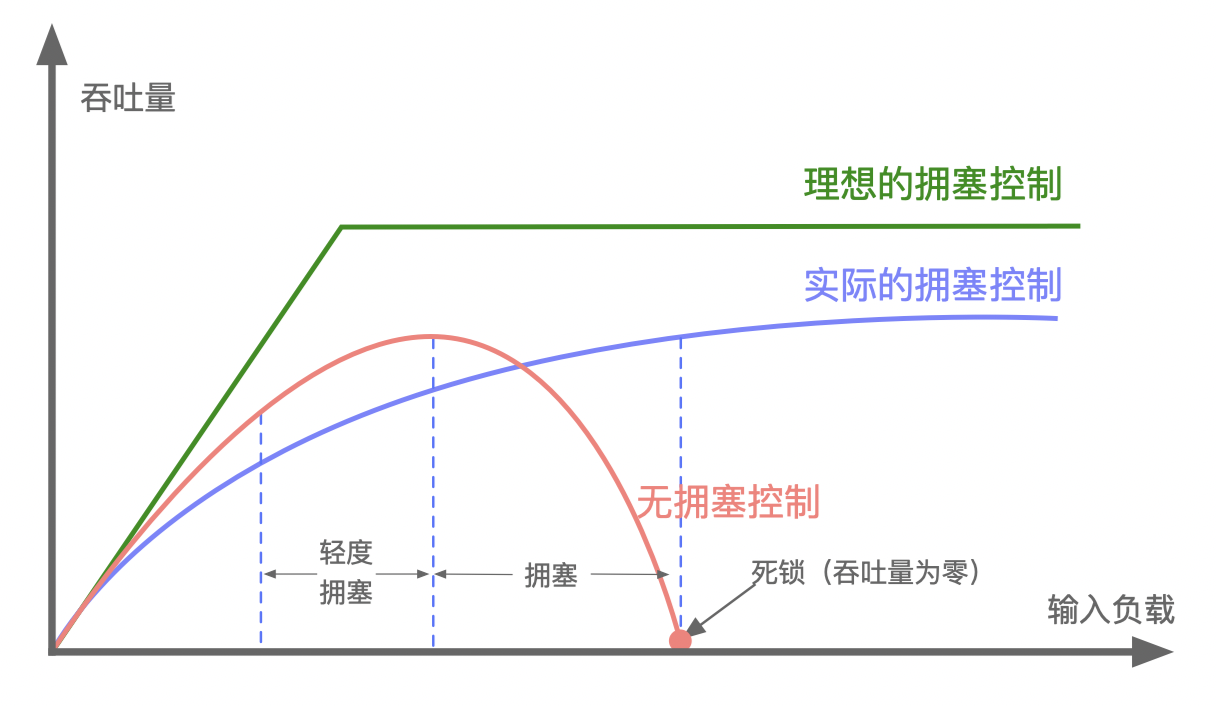 吞吐量
理想的拥塞控制
实际的拥塞控制
无拥塞控制
轻度
拥塞
拥塞
死锁（吞吐量为零）
输入负载